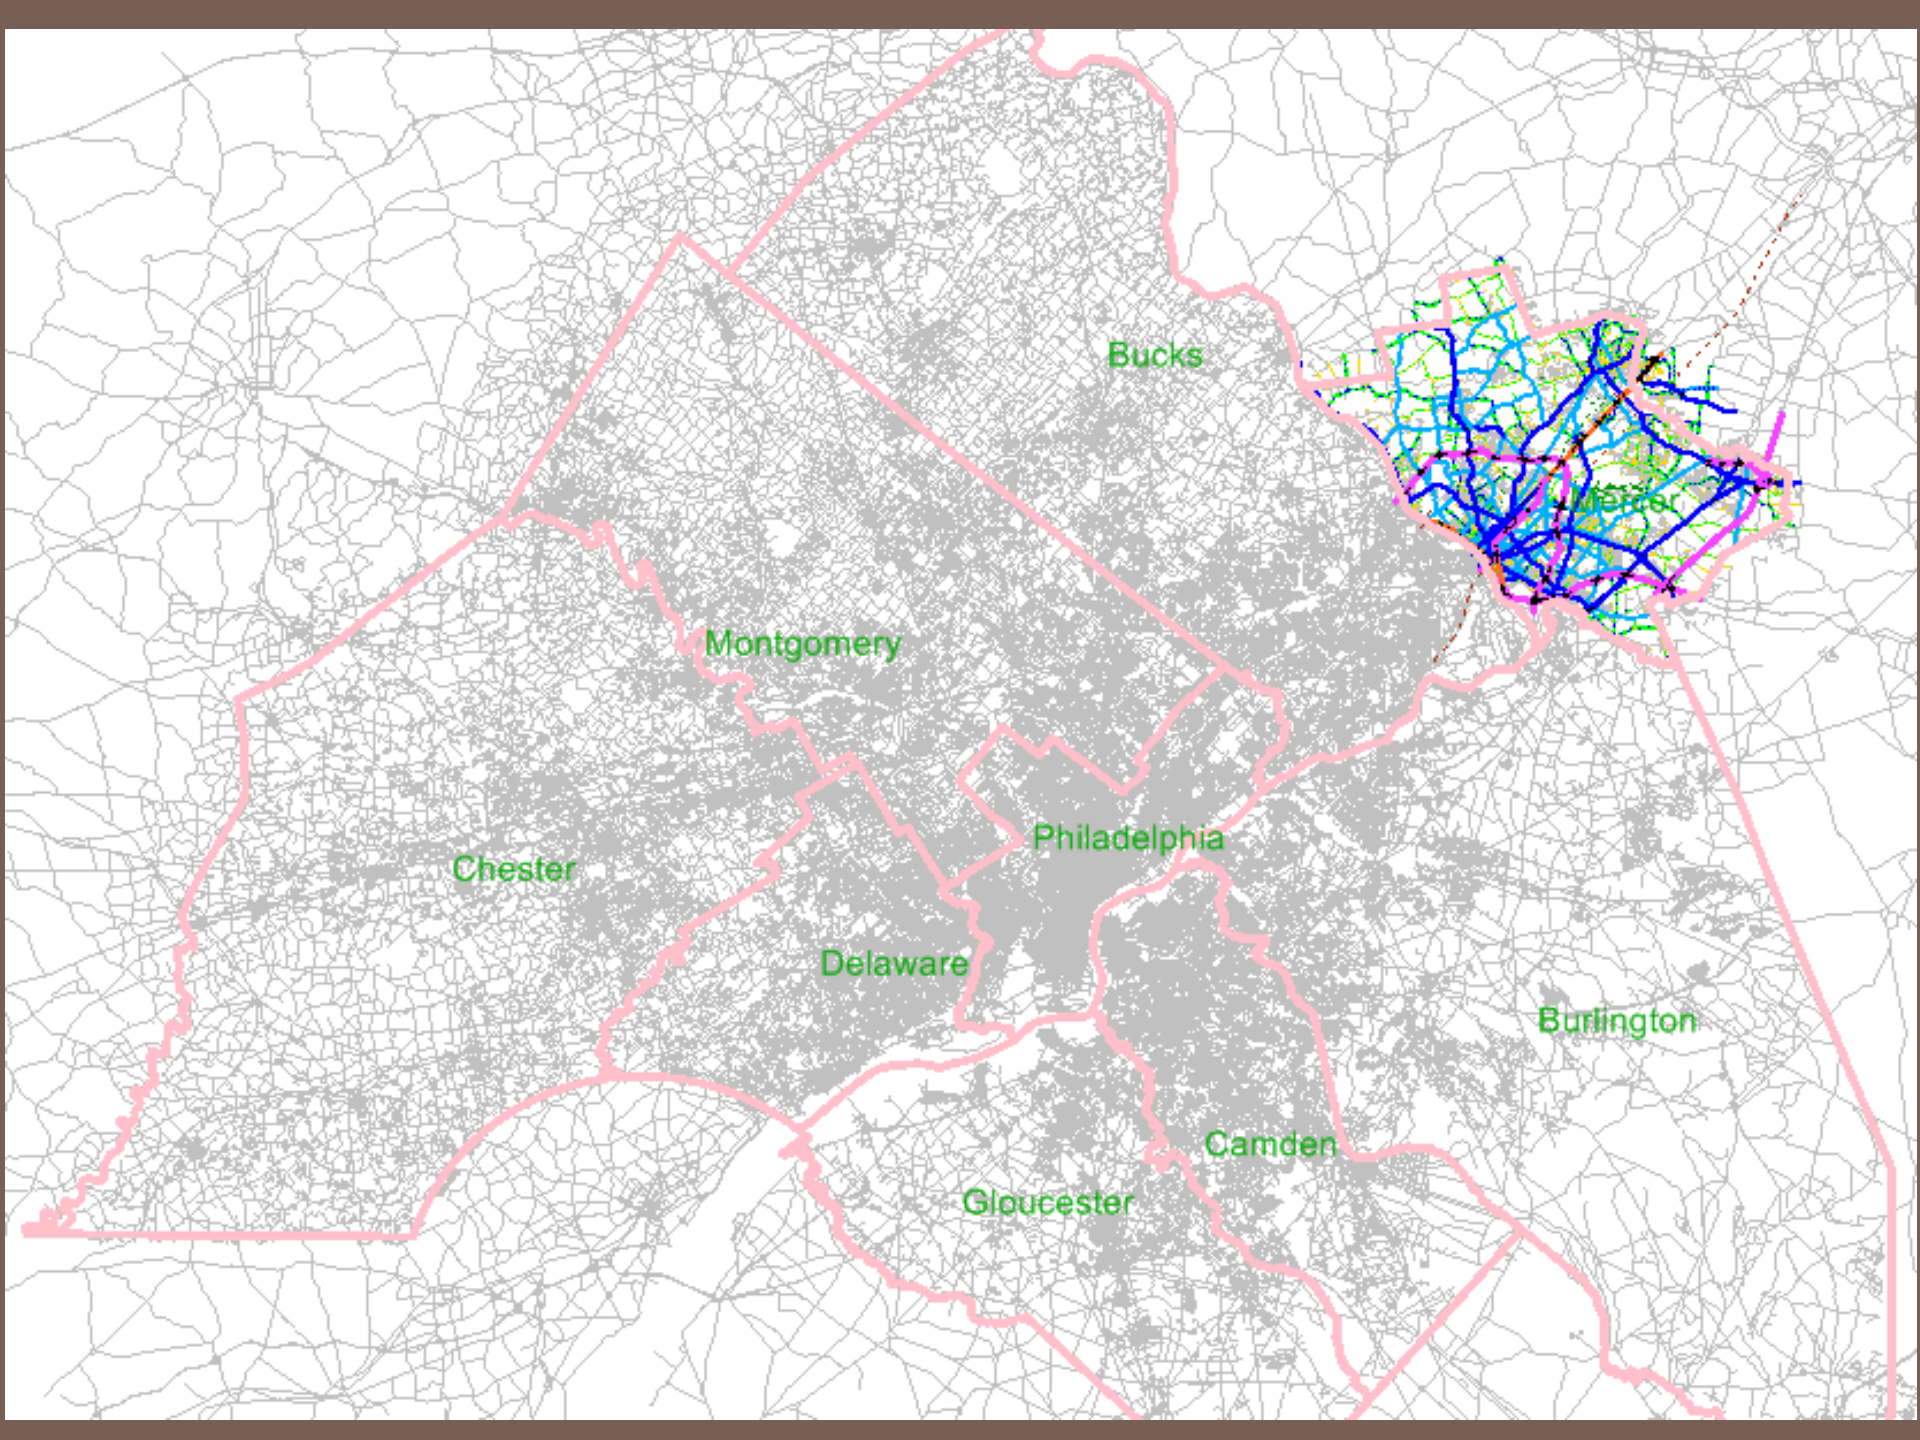 Bucks
Mercer
Montgomery
Philadelphia
Chester
Delaware
Burlington
Camden
Gloucester